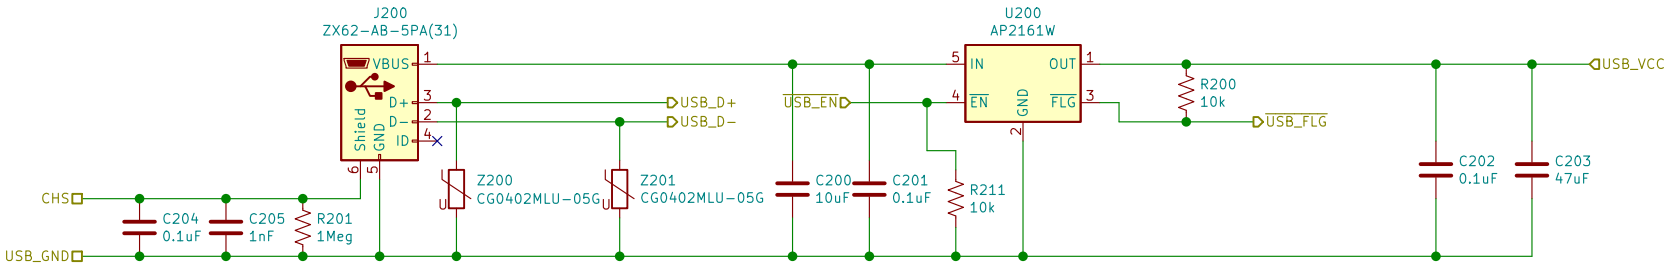 J200
ZX62-AB-5PA(31)
VBUS 1
D+ 3
D- 2
ID 4
Shield
GND
6
5
USB_D+
USB_D-
CHS
USB_GND
C204
0.1uF
C205
1nF
R201
1Meg
Z200
CG0402MLU-05G
U
Z201
CG0402MLU-05G
U
C200
10uF
C201
0.1uF
USB_EN
U200
AP2161W
5 IN
4 EN
OUT 1
FLG 3
GND
2
R211
10k
R200
10k
USB_FLG
USB_VCC
C202
0.1uF
C203
47uF